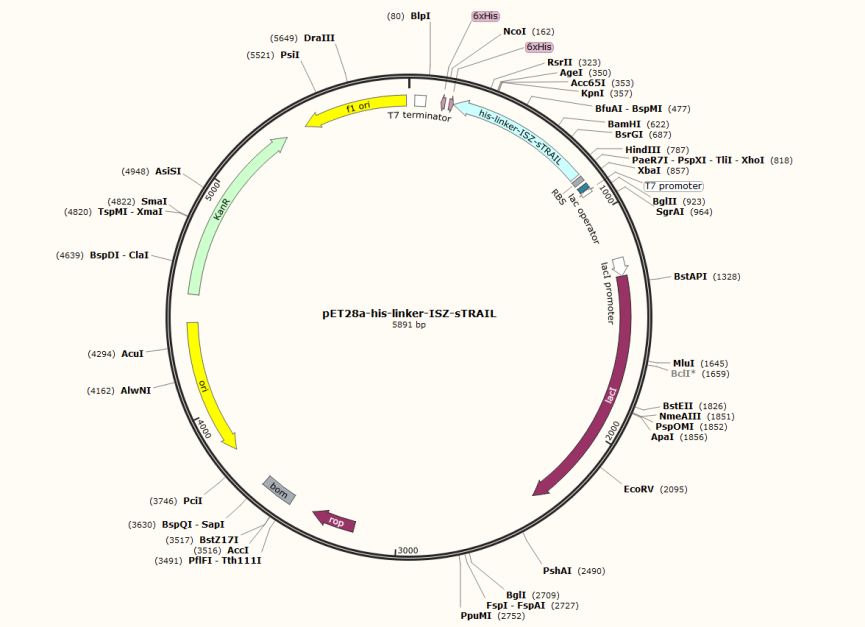 (80) BlpI
6xHis
NcoI (162)
6xHis
RsrII (323)
AgeI (350)
Acc65I (353)
KpnI (357)
BfuAI - BspMI (477)
BamHI (622)
BsrGI (687)
HindIII (787)
PaeR7I - PspXI - TliI - XhoI (818)
XbaI (857)
T7 promoter
BglII (923)
SgrAI (964)
BstAPI (1328)
MluI (1645)
BclI* (1659)
BstEII (1826)
NmeAIII (1851)
PspOMI (1852)
ApaI (1856)
EcoRV (2095)
PshAI (2490)
BglI (2709)
FspI - FspAI (2727)
PpuMI (2752)
(3491) PflFI - Tth111I
(3516) AccI
(3517) BstZ17I
(3630) BspQI - SapI
(3746) PciI
(4162) AlwNI
(4294) AcuI
(4639) BspDI - ClaI
(4820) TspMI - XmaI
(4822) SmaI
(4948) AsiSI
(5521) PsiI
(5649) DraIII
f1 ori
T7 terminator
his-linker-ISZ-sTRAIL
RBS
lac operator
1000
lacI promoter
lacI
2000
3000
rop
bom
4000
ori
KanR
5000
pET28a-his-linker-ISZ-sTRAIL
5891 bp